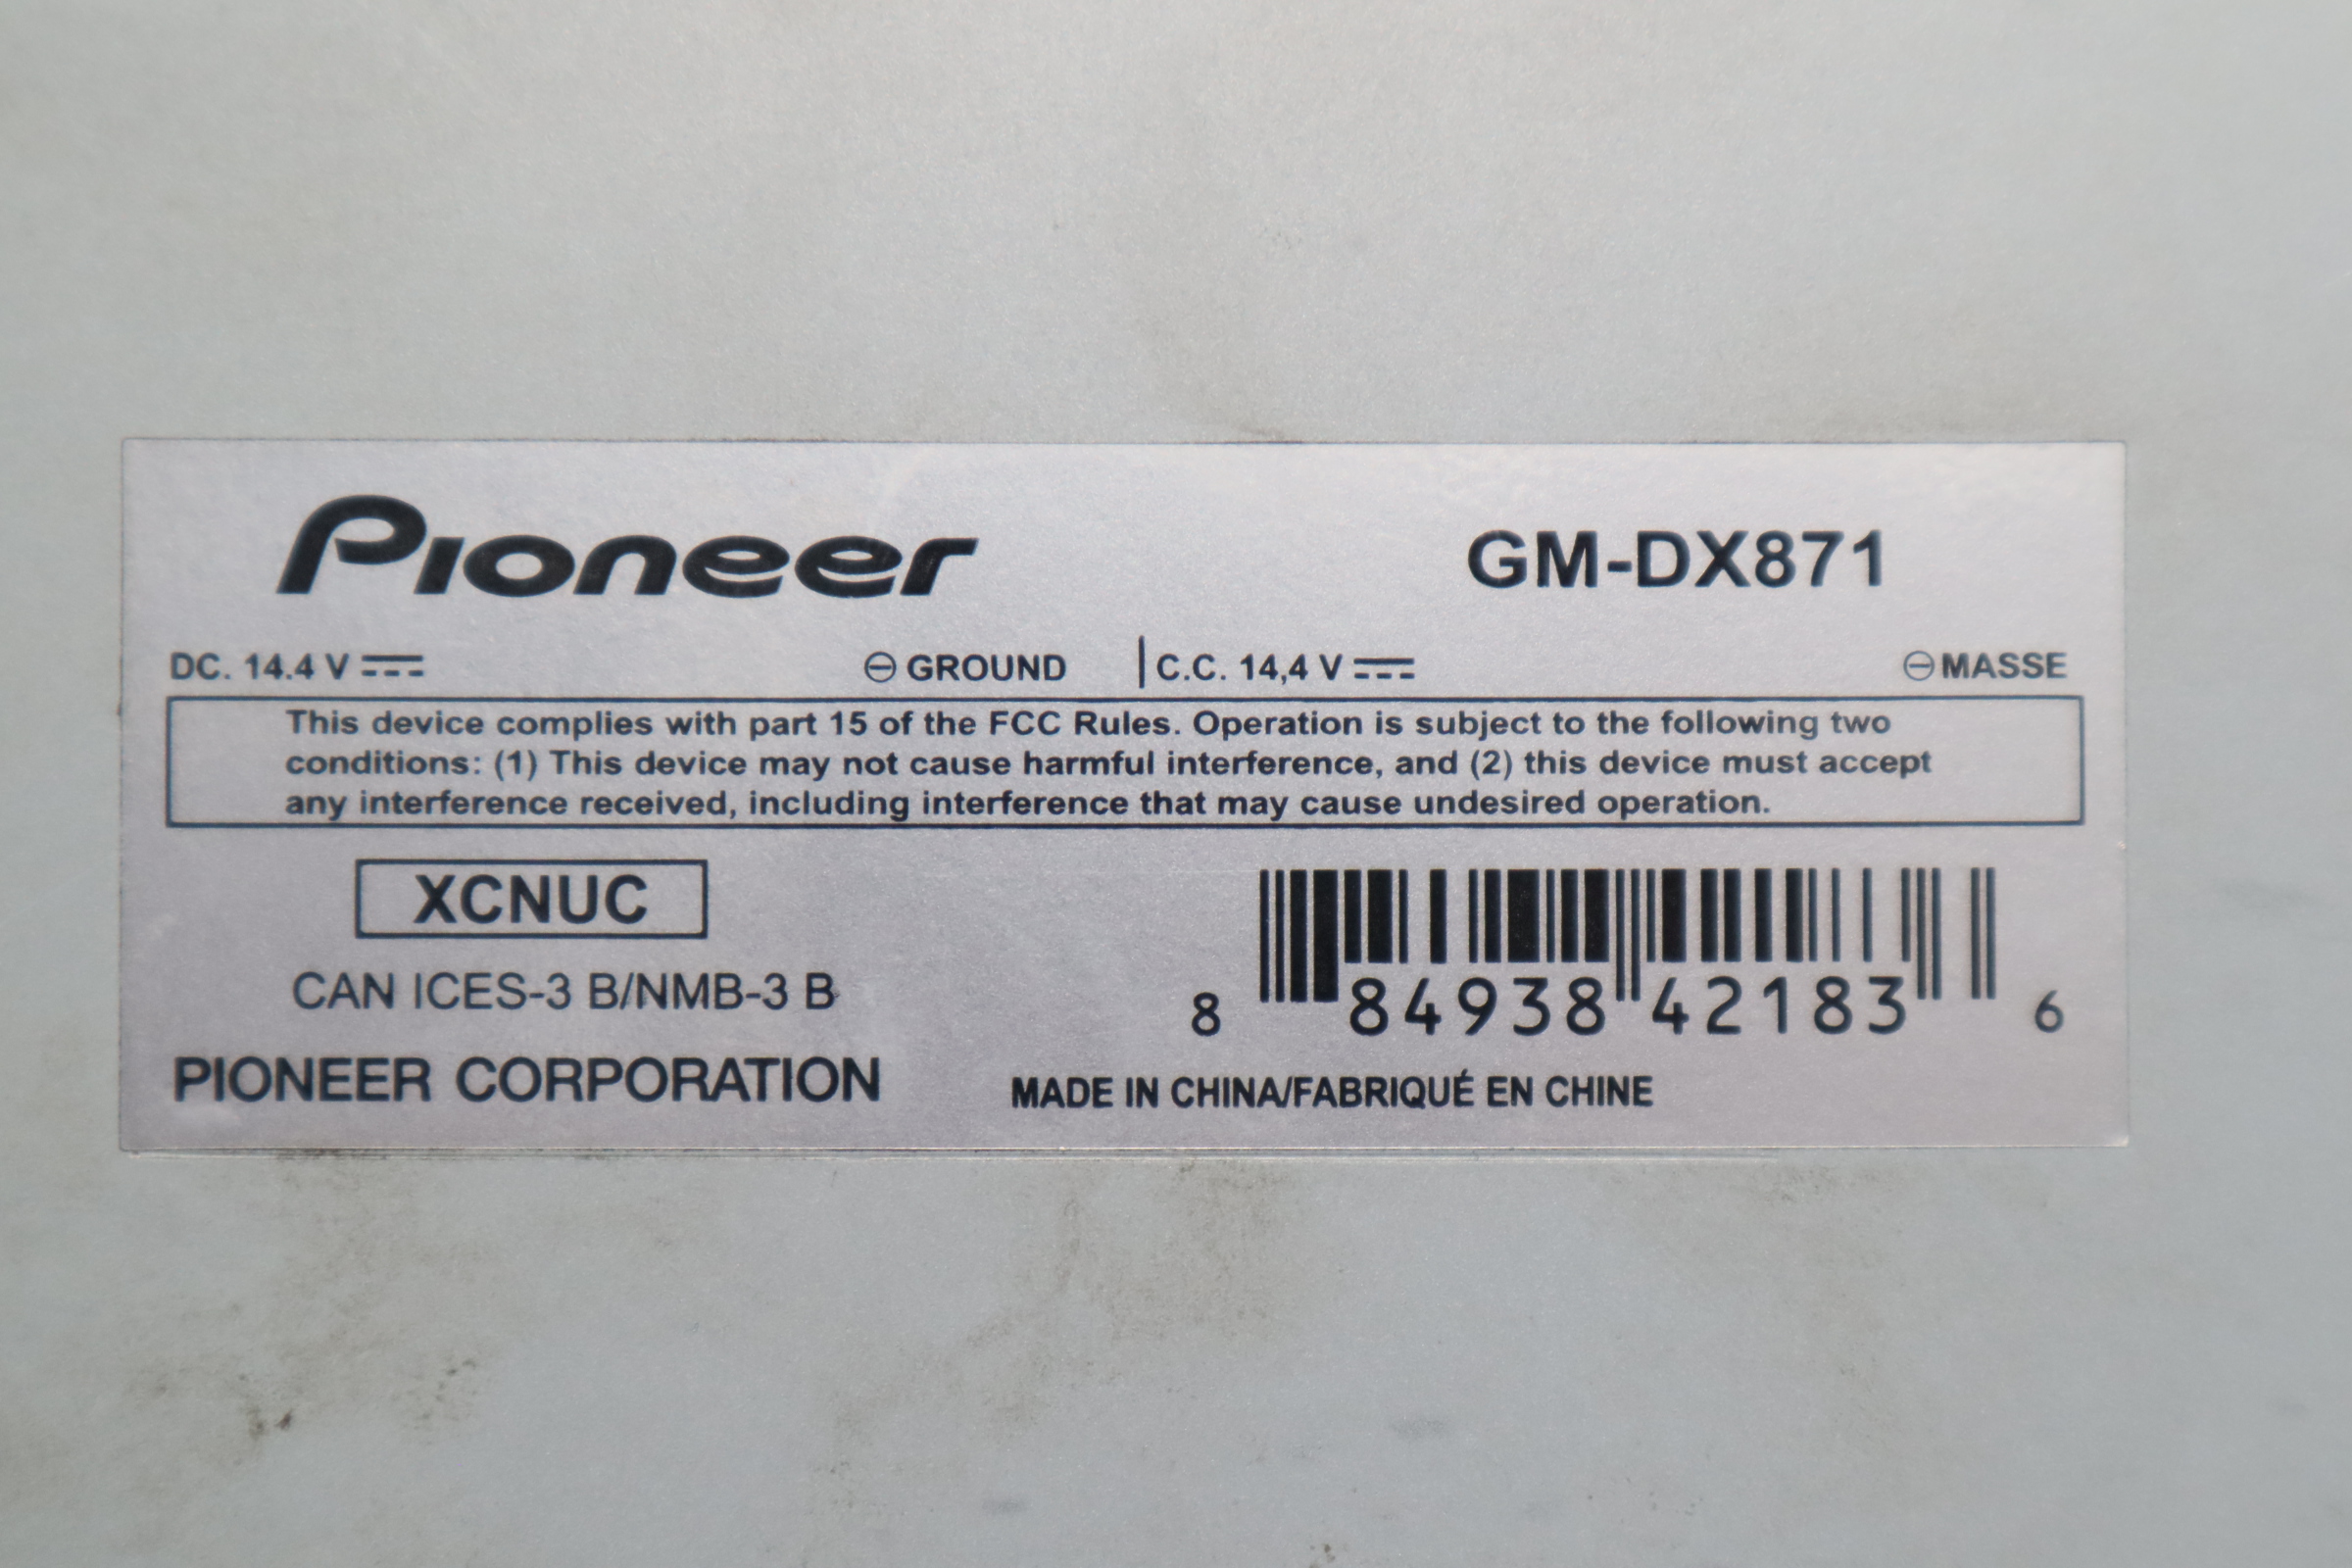 Pioneer GM-DX871
DC. 14.4 V ⎓ ⊖ GROUND | C.C. 14,4 V ⎓ ⊖ MASSE
This device complies with part 15 of the FCC Rules. Operation is subject to the following two
conditions: (1) This device may not cause harmful interference, and (2) this device must accept
any interference received, including interference that may cause undesired operation.
XCNUC
CAN ICES-3 B/NMB-3 B
8 84938 42183 6
PIONEER CORPORATION MADE IN CHINA/FABRIQUÉ EN CHINE